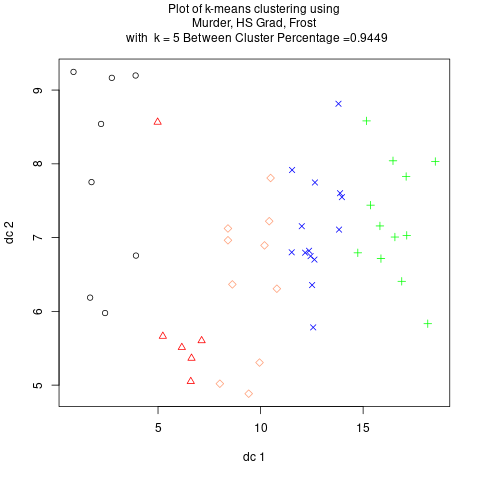 Plot of k-means clustering using
Murder, HS Grad, Frost
with  k = 5 Between Cluster Percentage =0.9449
9
8
7
6
5
dc 2
5 10 15
dc 1